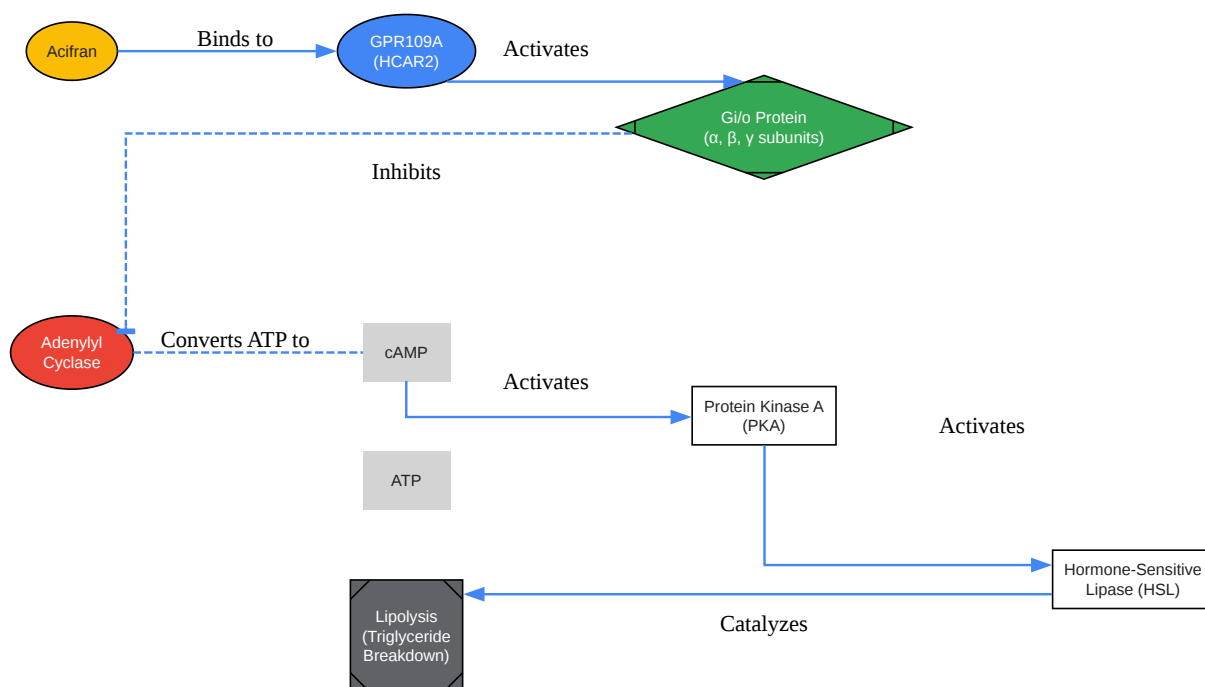 Acifran
Binds to
GPR109A
(HCAR2)
Activates
Gi/o Protein
(α, β, γ subunits)
Inhibits
Adenylyl
Cyclase
Converts ATP to
cAMP
Activates
Protein Kinase A
(PKA)
Activates
ATP
Hormone-Sensitive
Lipase (HSL)
Catalyzes
Lipolysis
(Triglyceride
Breakdown)